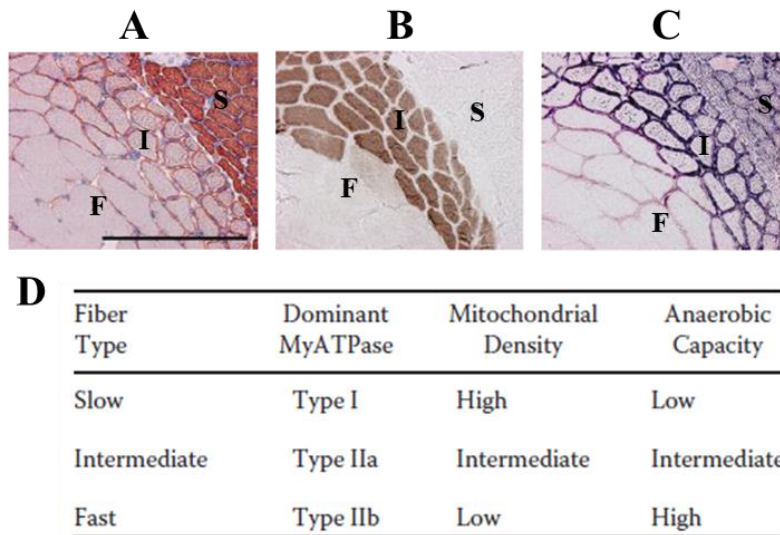 A B C
S
I
F
I
S
F
S
I
F
D
Fiber Dominant Mitochondrial Anaerobic
Type MyATPase Density Capacity
Slow Type I High Low
Intermediate Type IIa Intermediate Intermediate
Fast Type IIb Low High